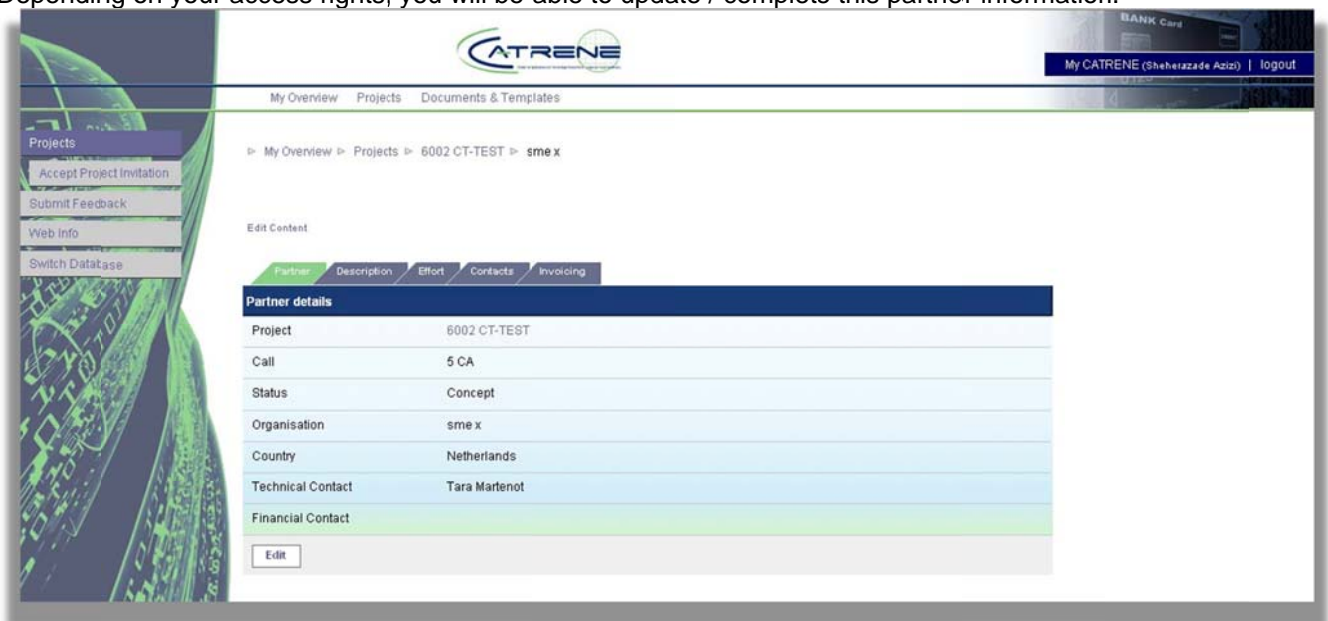 Depending on your access rights, you will be able to update / complete this partner information.
BANK Card
CATRENE
My CATRENE (Sheherazade Azizi) | logout
My Overview Projects Documents & Templates
Projects
Accept Project Invitation
Submit Feedback
Web Info
Switch Database
▷ My Overview ▷ Projects ▷ 6002 CT-TEST ▷ sme x
Edit Content
Partner Description Effort Contacts Invoicing
Partner details
Project 6002 CT-TEST
Call 5 CA
Status Concept
Organisation sme x
Country Netherlands
Technical Contact Tara Martenot
Financial Contact
Edit